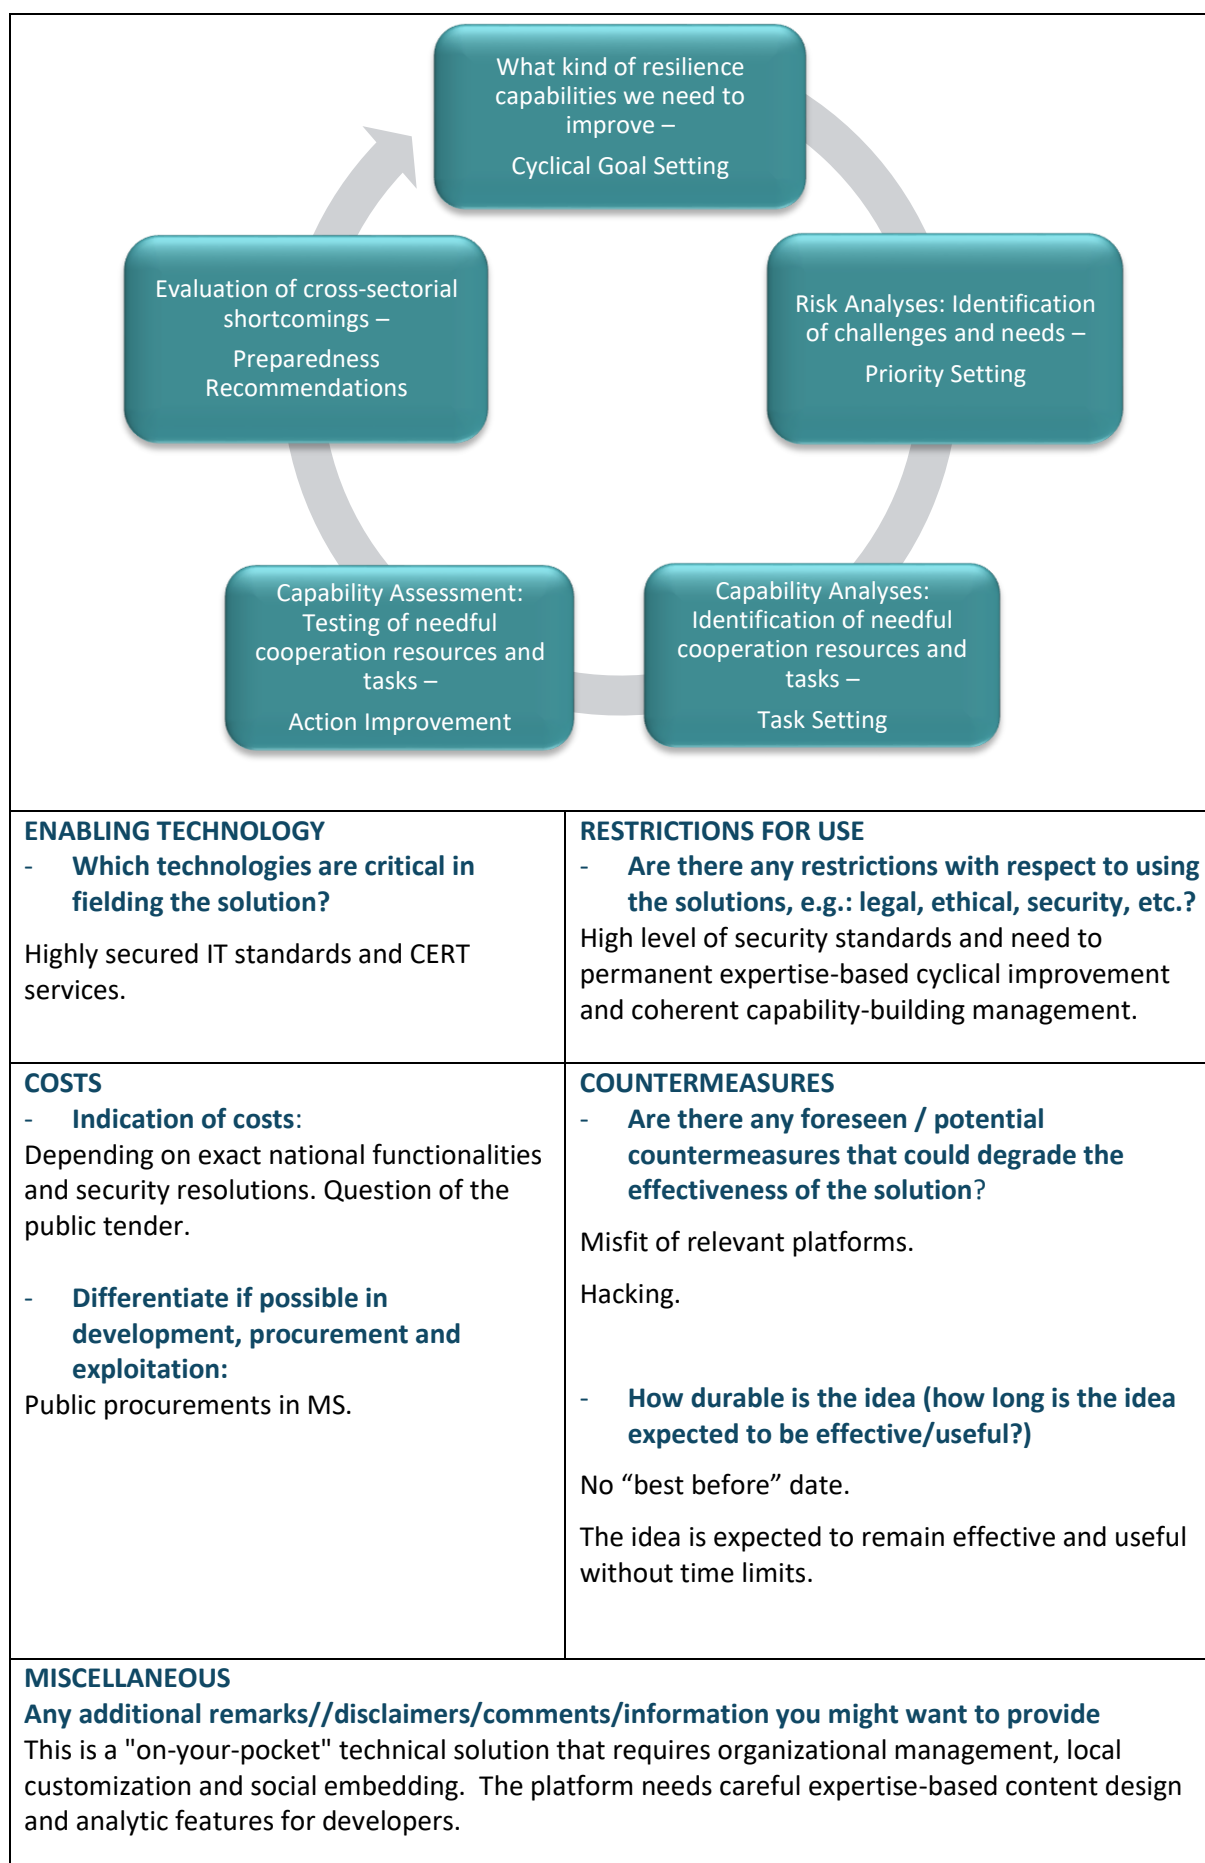 What kind of resilience
capabilities we need to
improve –
Cyclical Goal Setting
Risk Analyses: Identification
of challenges and needs –
Priority Setting
Capability Analyses:
Identification of needful
cooperation resources and
tasks –
Task Setting
Capability Assessment:
Testing of needful
cooperation resources and
tasks –
Action Improvement
Evaluation of cross-sectorial
shortcomings –
Preparedness
Recommendations
ENABLING TECHNOLOGY
- Which technologies are critical in
fielding the solution?
Highly secured IT standards and CERT
services.
RESTRICTIONS FOR USE
- Are there any restrictions with respect to using
the solutions, e.g.: legal, ethical, security, etc.?
High level of security standards and need to
permanent expertise-based cyclical improvement
and coherent capability-building management.
COSTS
- Indication of costs:
Depending on exact national functionalities
and security resolutions. Question of the
public tender.
- Differentiate if possible in
development, procurement and
exploitation:
Public procurements in MS.
COUNTERMEASURES
- Are there any foreseen / potential
countermeasures that could degrade the
effectiveness of the solution?
Misfit of relevant platforms.
Hacking.
- How durable is the idea (how long is the idea
expected to be effective/useful?)
No “best before” date.
The idea is expected to remain effective and useful
without time limits.
MISCELLANEOUS
Any additional remarks//disclaimers/comments/information you might want to provide
This is a "on-your-pocket" technical solution that requires organizational management, local
customization and social embedding.  The platform needs careful expertise-based content design
and analytic features for developers.